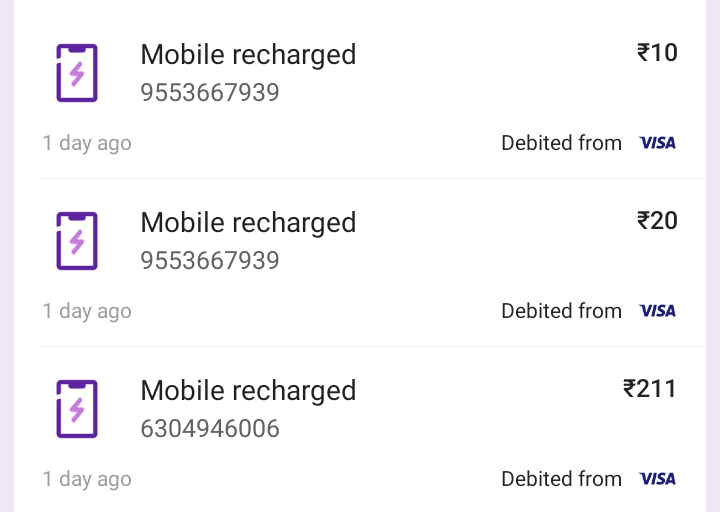 Mobile recharged ₹10
9553667939
1 day ago Debited from VISA
Mobile recharged ₹20
9553667939
1 day ago Debited from VISA
Mobile recharged ₹211
6304946006
1 day ago Debited from VISA